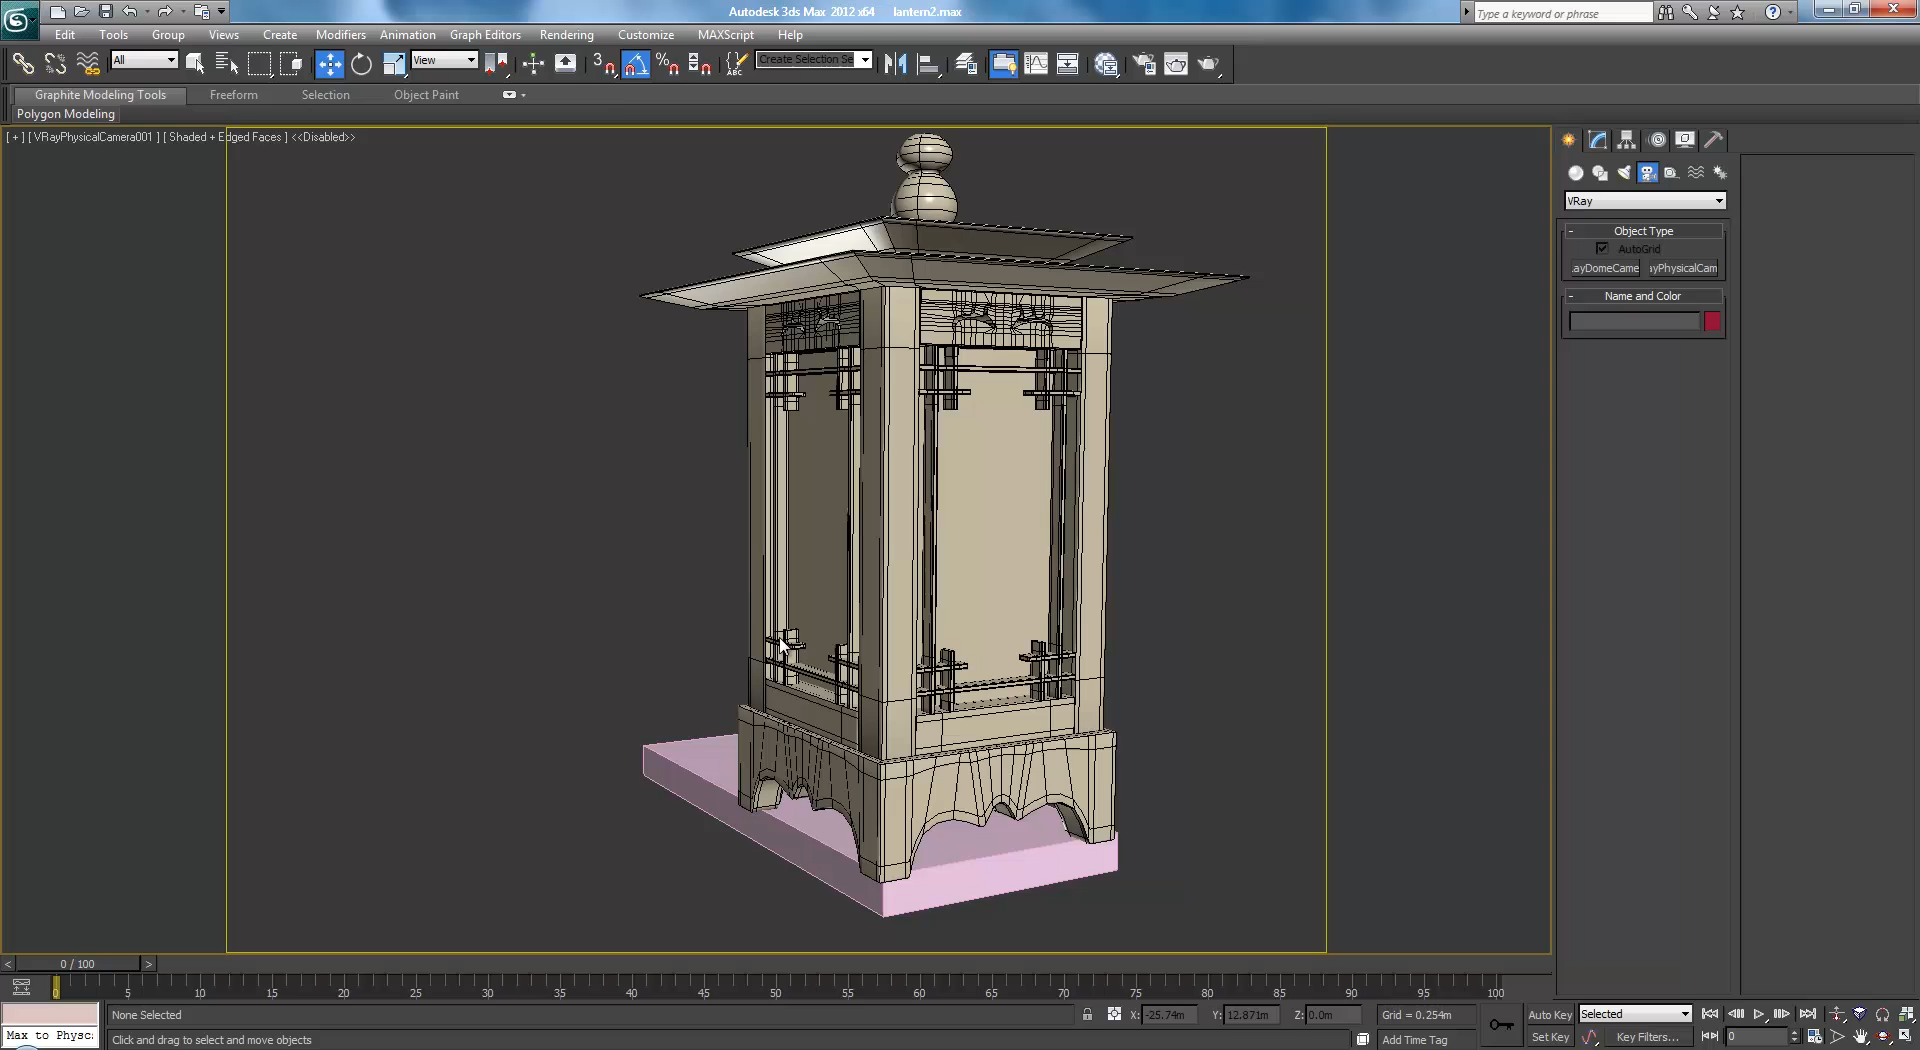 Autodesk 3ds Max 2012 x64 lantern2.max
Type a keyword or phrase
Edit Tools Group Views Create Modifiers Animation Graph Editors Rendering Customize MAXScript Help
All View 3 % ABC Create Selection Se
Graphite Modeling Tools Freeform Selection Object Paint
Polygon Modeling
[ + ] [ VRayPhysicalCamera001 ] [ Shaded + Edged Faces ] <<Disabled>>
VRay
- Object Type
AutoGrid
.ayDomeCame ayPhysicalCam
- Name and Color
< 0 / 100 >
0 5 10 15 20 25 30 35 40 45 50 55 60 65 70 75 80 85 90 95 100
None Selected X: -25.74m Y: 12.871m Z: 0.0m Grid = 0.254m Auto Key Selected
Max to Physc: Click and drag to select and move objects Add Time Tag Set Key Key Filters... 0